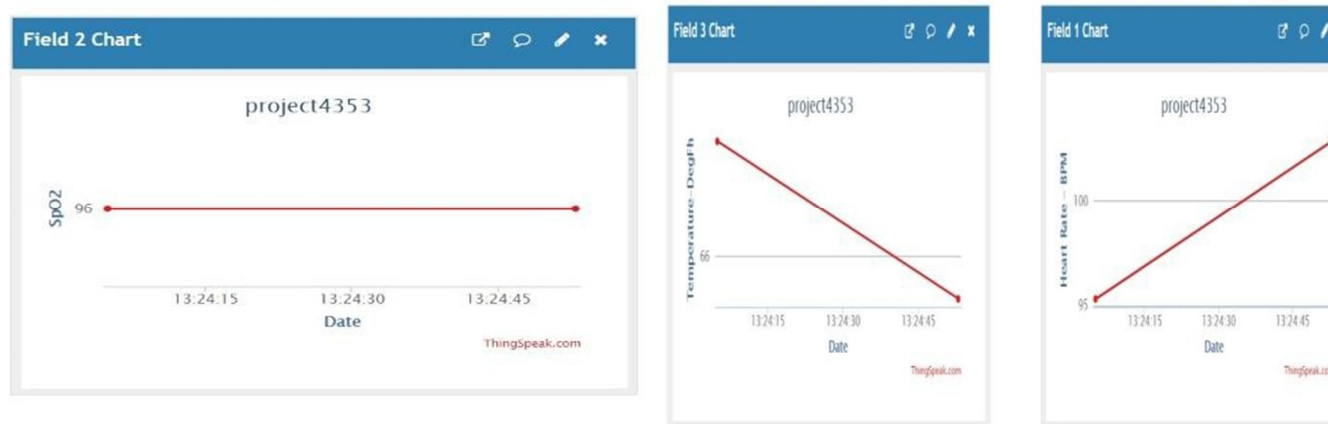 Field 2 Chart
project4353
SpO2
96
13:24:15 13:24:30 13:24:45
Date
ThingSpeak.com
Field 3 Chart
project4353
Temperature-DegFh
66
13:24:15 13:24:30 13:24:45
Date
ThingSpeak.com
Field 1 Chart
project4353
Heart Rate - BPM
100
95
13:24:15 13:24:30 13:24:45
Date
ThingSpeak.co